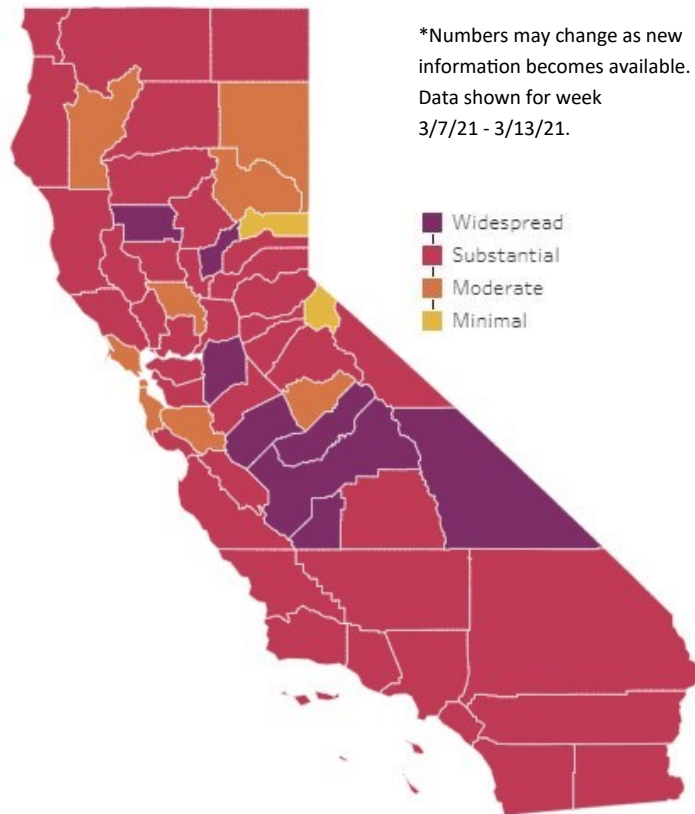 *Numbers may change as new
information becomes available.
Data shown for week
3/7/21 - 3/13/21.
Widespread
Substantial
Moderate
Minimal